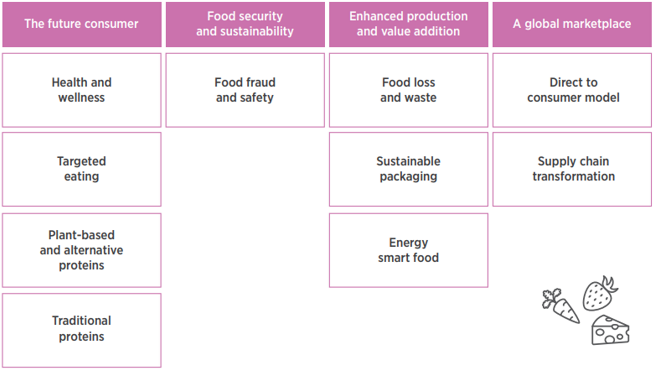 The future consumer
Food security
and sustainability
Enhanced production
and value addition
A global marketplace
Health and
wellness
Food fraud
and safety
Food loss
and waste
Direct to
consumer model
Targeted
eating
Sustainable
packaging
Supply chain
transformation
Plant-based
and alternative
proteins
Energy
smart food
Traditional
proteins